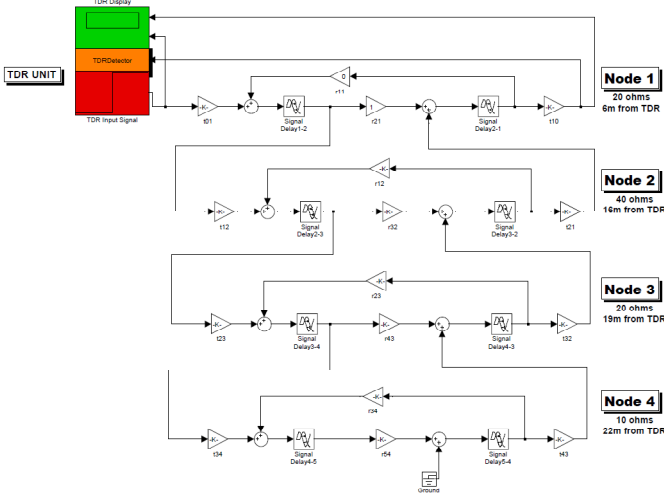 TDR Display
TDRDetector
TDR UNIT
TDR Input Signal
-K-
t01
0
r11
Signal
Delay1-2
1
r21
Signal
Delay2-1
-K-
t10
Node 1
20 ohms
6m from TDR
-K-
r12
-K-
t12
Signal
Delay2-3
-K-
r32
Signal
Delay3-2
-K-
t21
Node 2
40 ohms
16m from TDR
-K-
r23
-K-
t23
Signal
Delay3-4
-K-
r43
Signal
Delay4-3
-K-
t32
Node 3
20 ohms
19m from TDR
-K-
r34
-K-
t34
Signal
Delay4-5
-K-
r54
Signal
Delay5-4
-K-
t43
Ground
Node 4
10 ohms
22m from TDR